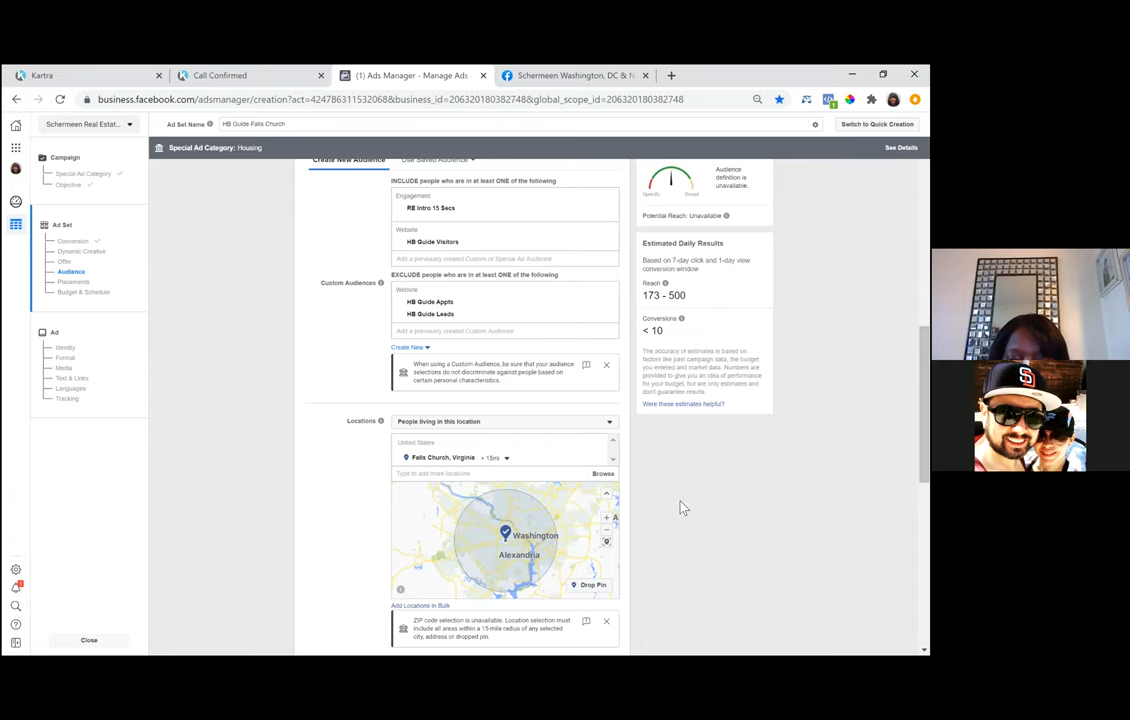 Kartra
Call Confirmed
(1) Ads Manager - Manage Ads
Schermeen Washington, DC & N
business.facebook.com/adsmanager/creation?act=424786311532068&business_id=206320180382748&global_scope_id=206320180382748
Schermeen Real Estat...
Ad Set Name
HB Guide Falls Church
Switch to Quick Creation
Special Ad Category: Housing
See Details
Campaign
Special Ad Category
Objective
Ad Set
Conversion
Dynamic Creative
Offer
Audience
Placements
Budget & Schedule
Ad
Identity
Format
Media
Text & Links
Languages
Tracking
Close
Create New Audience
Use Saved Audience
INCLUDE people who are in at least ONE of the following
Engagement
RE Intro 15 Secs
Website
HB Guide Visitors
Add a previously created Custom or Special Ad Audience
EXCLUDE people who are in at least ONE of the following
Custom Audiences
Website
HB Guide Appts
HB Guide Leads
Add a previously created Custom Audience
Create New
When using a Custom Audience, be sure that your audience
selections do not discriminate against people based on
certain personal characteristics.
Locations
People living in this location
United States
Falls Church, Virginia + 15mi
Type to add more locations
Browse
Washington
Alexandria
A
Drop Pin
Add Locations in Bulk
ZIP code selection is unavailable. Location selection must
include all areas within a 15-mile radius of any selected
city, address or dropped pin.
Specific
Broad
Audience
definition is
unavailable.
Potential Reach: Unavailable
Estimated Daily Results
Based on 7-day click and 1-day view
conversion window
Reach
173 - 500
Conversions
< 10
The accuracy of estimates is based on
factors like past campaign data, the budget
you entered and market data. Numbers are
provided to give you an idea of performance
for your budget, but are only estimates and
don't guarantee results.
Were these estimates helpful?